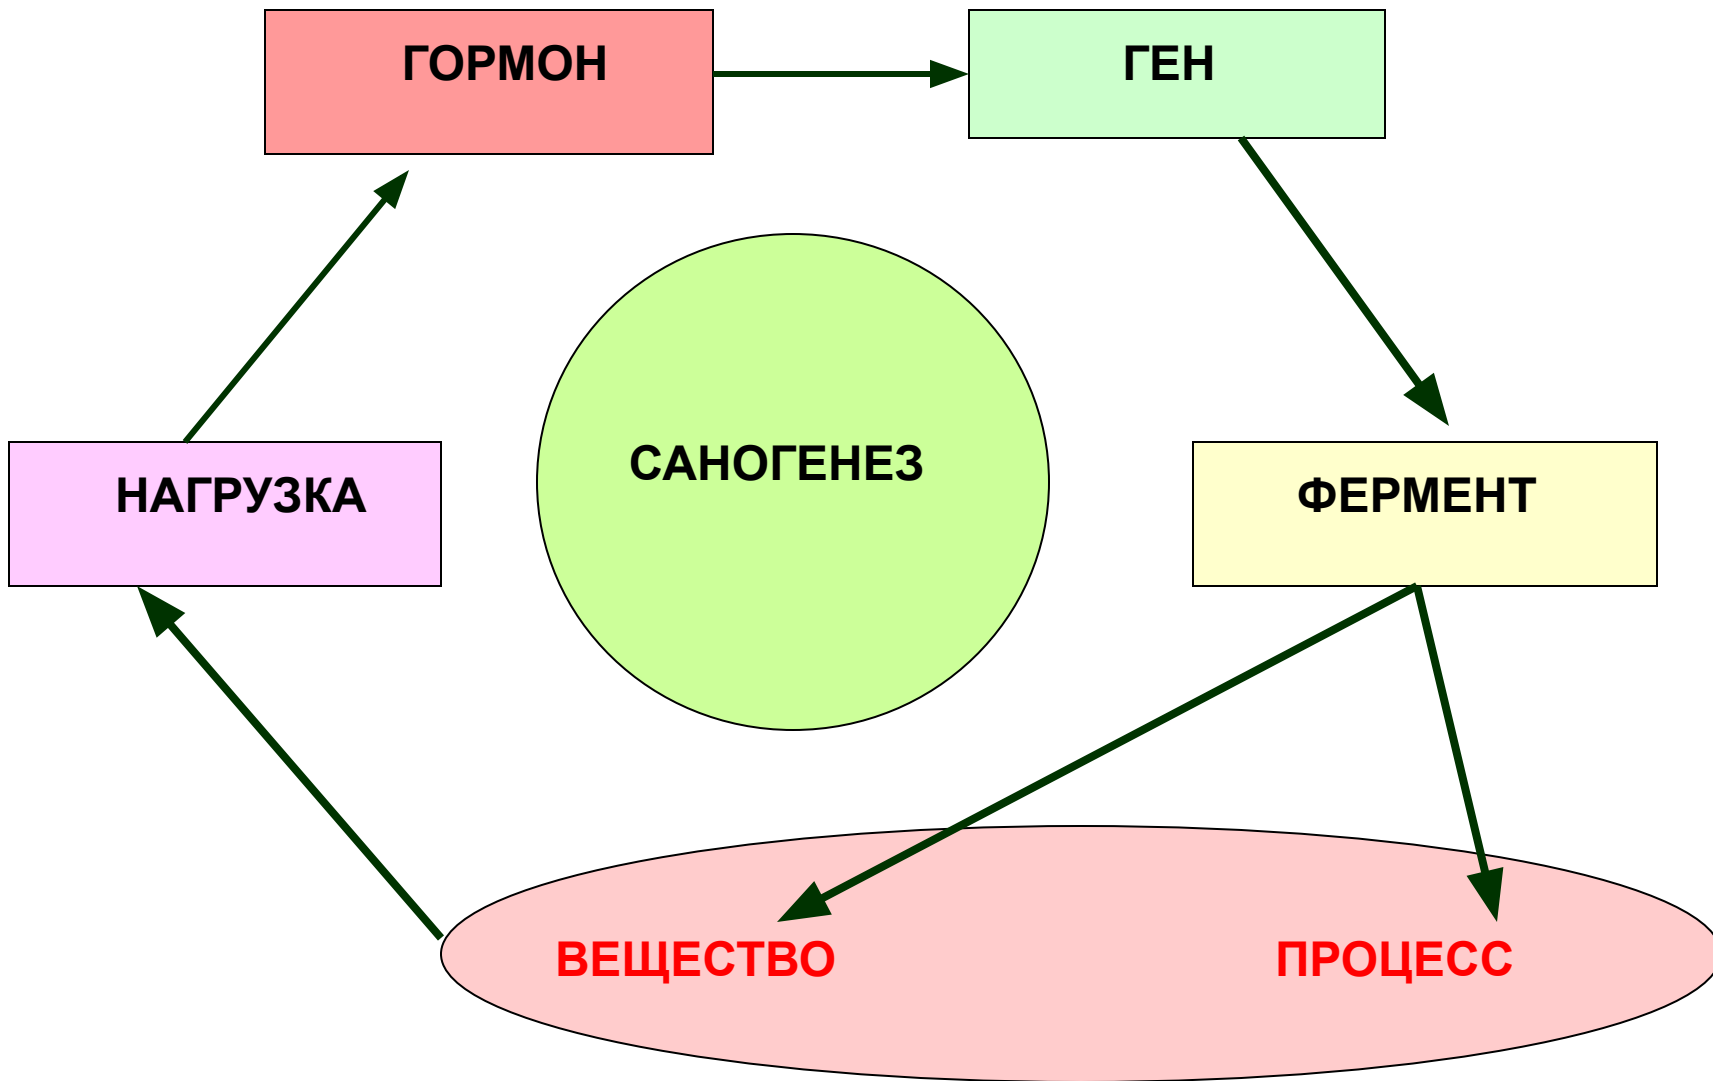 ГОРМОН
ГЕН
САНОГЕНЕЗ
НАГРУЗКА
ФЕРМЕНТ
ВЕЩЕСТВО
ПРОЦЕСС